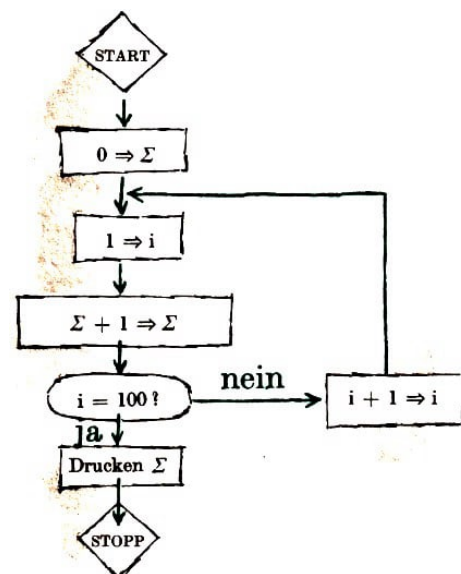 START
0 ⇒ Σ
1 ⇒ i
Σ + 1 ⇒ Σ
i = 100 ?
nein
i + 1 ⇒ i
ja
Drucken Σ
STOPP